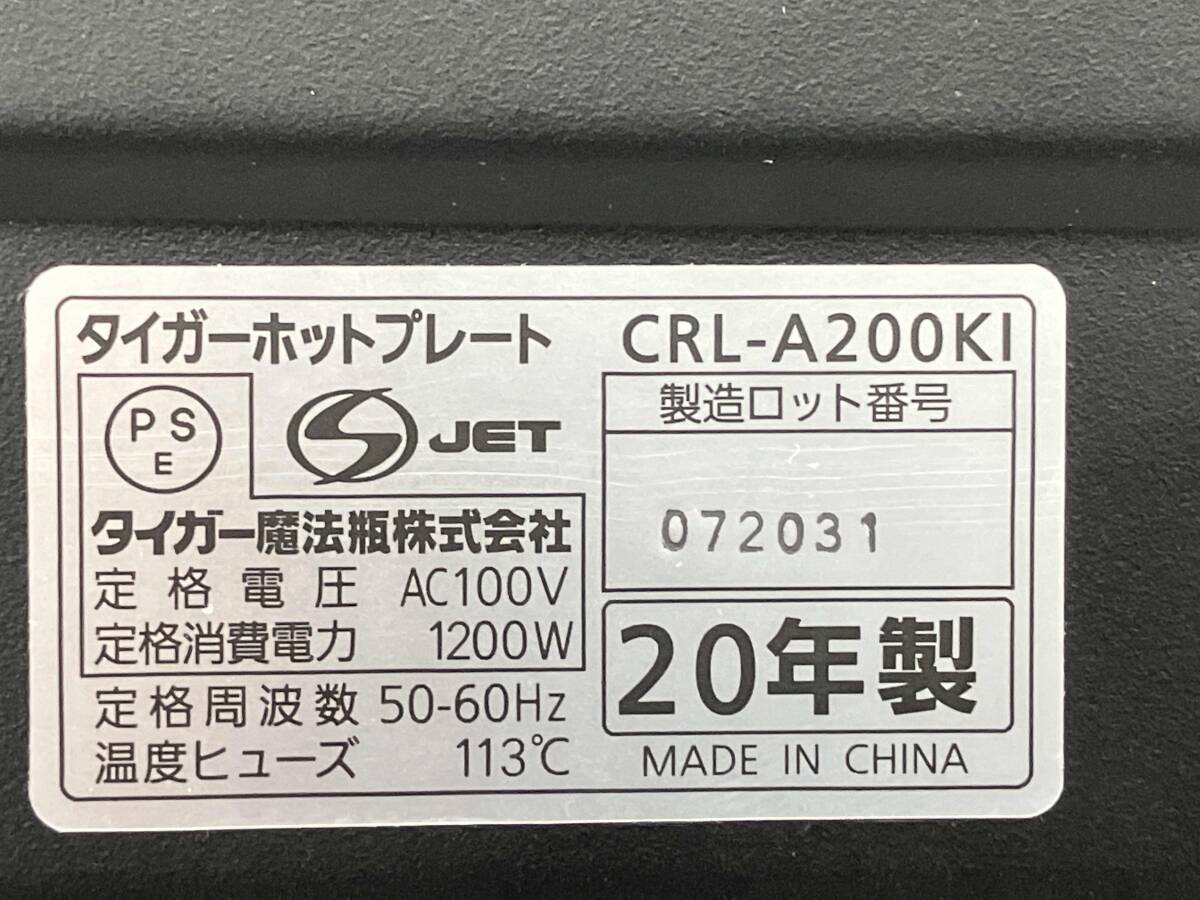 タイガーホットプレート CRL-A200KI
PS
E
JET
タイガー魔法瓶株式会社
定格電圧 AC100V
定格消費電力 1200W
定格周波数 50-60Hz
温度ヒューズ 113℃
製造ロット番号
072031
20年製
MADE IN CHINA